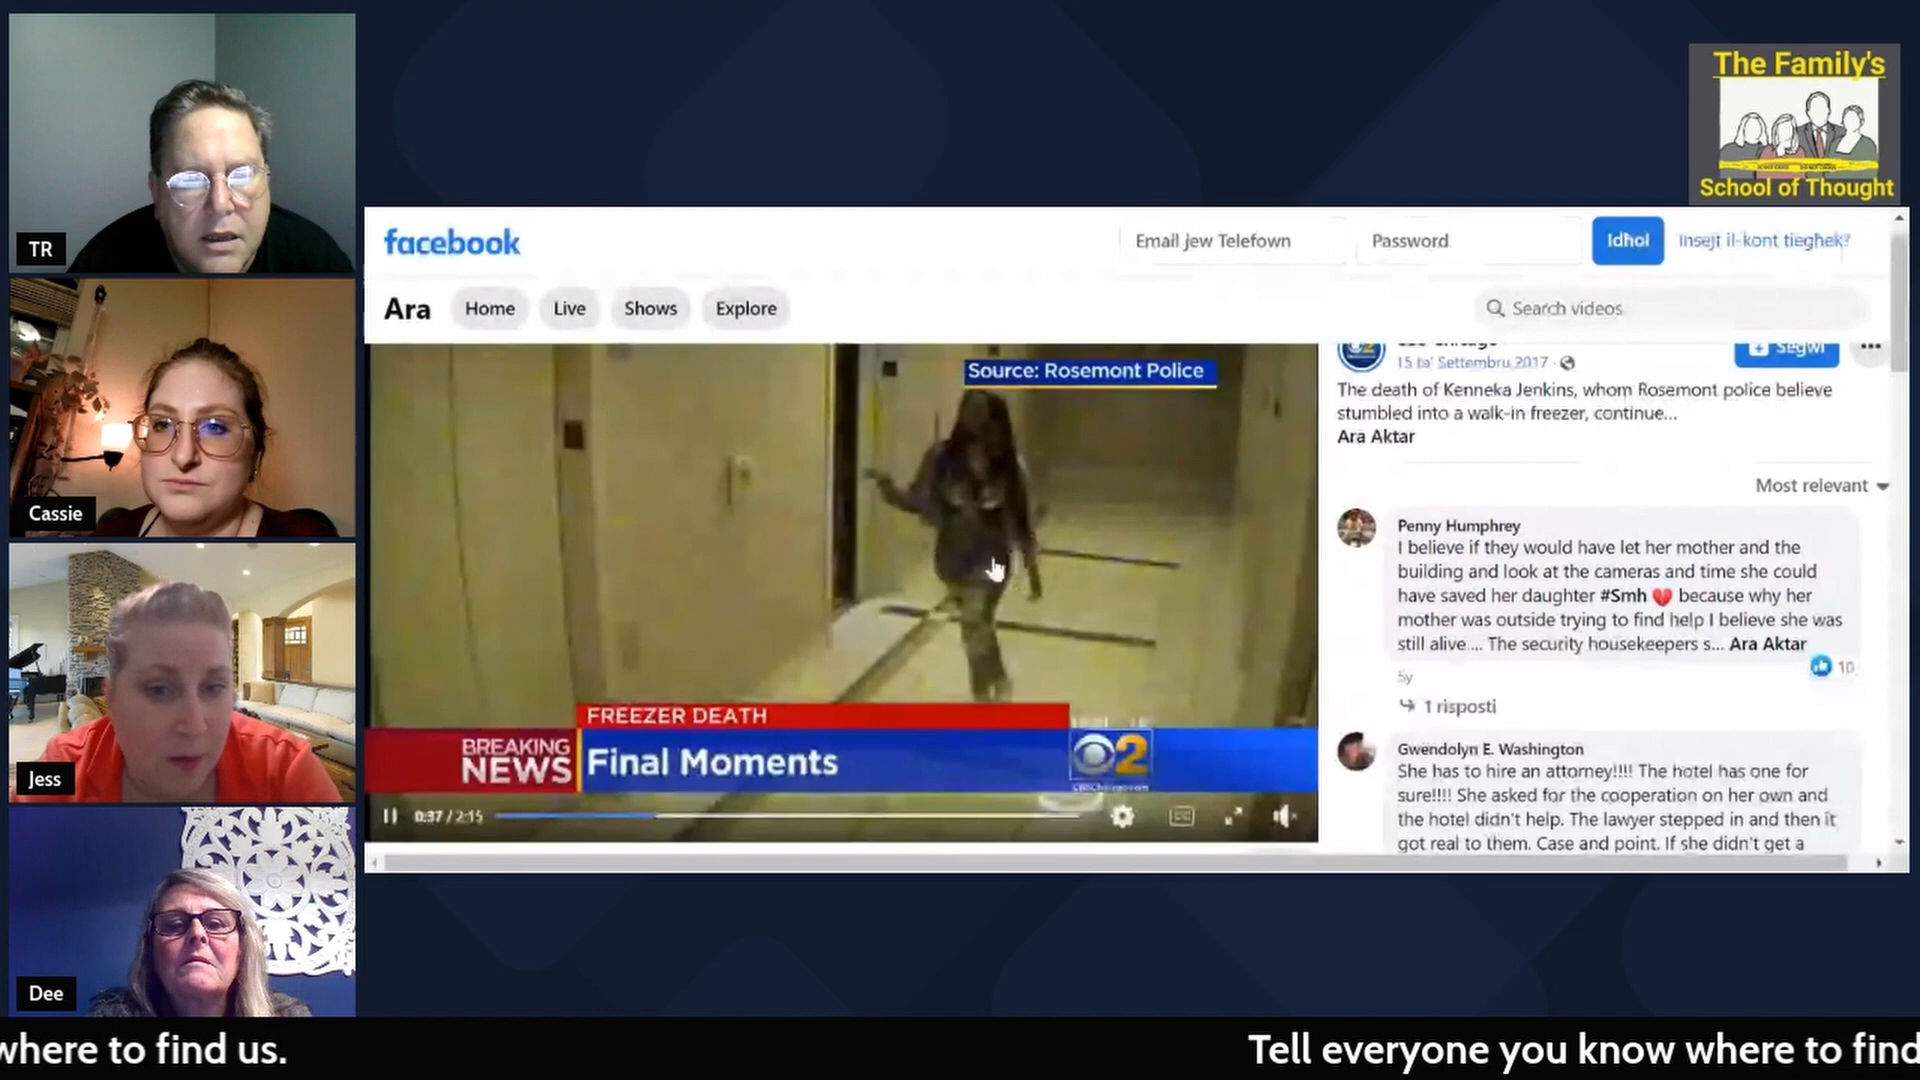 TR
Cassie
Jess
Dee
The Family's
School of Thought
facebook
Email jew Telefown
Password
Idħol
Insejt il-kont tiegħek?
Ara
Home
Live
Shows
Explore
Search videos
Source: Rosemont Police
FREEZER DEATH
BREAKING
NEWS
Final Moments
2
0:37 / 2:15
15 ta' Settembru 2017
Segwi
The death of Kenneka Jenkins, whom Rosemont police believe
stumbled into a walk-in freezer, continue...
Ara Aktar
Most relevant
Penny Humphrey
I believe if they would have let her mother and the
building and look at the cameras and time she could
have saved her daughter #Smh 💔 because why her
mother was outside trying to find help I believe she was
still alive ... The security housekeepers s... Ara Aktar
10
5y
1 risposti
Gwendolyn E. Washington
She has to hire an attorney!!!! The hotel has one for
sure!!!! She asked for the cooperation on her own and
the hotel didn't help. The lawyer stepped in and then it
got real to them. Case and point. If she didn't get a
where to find us.
Tell everyone you know where to find